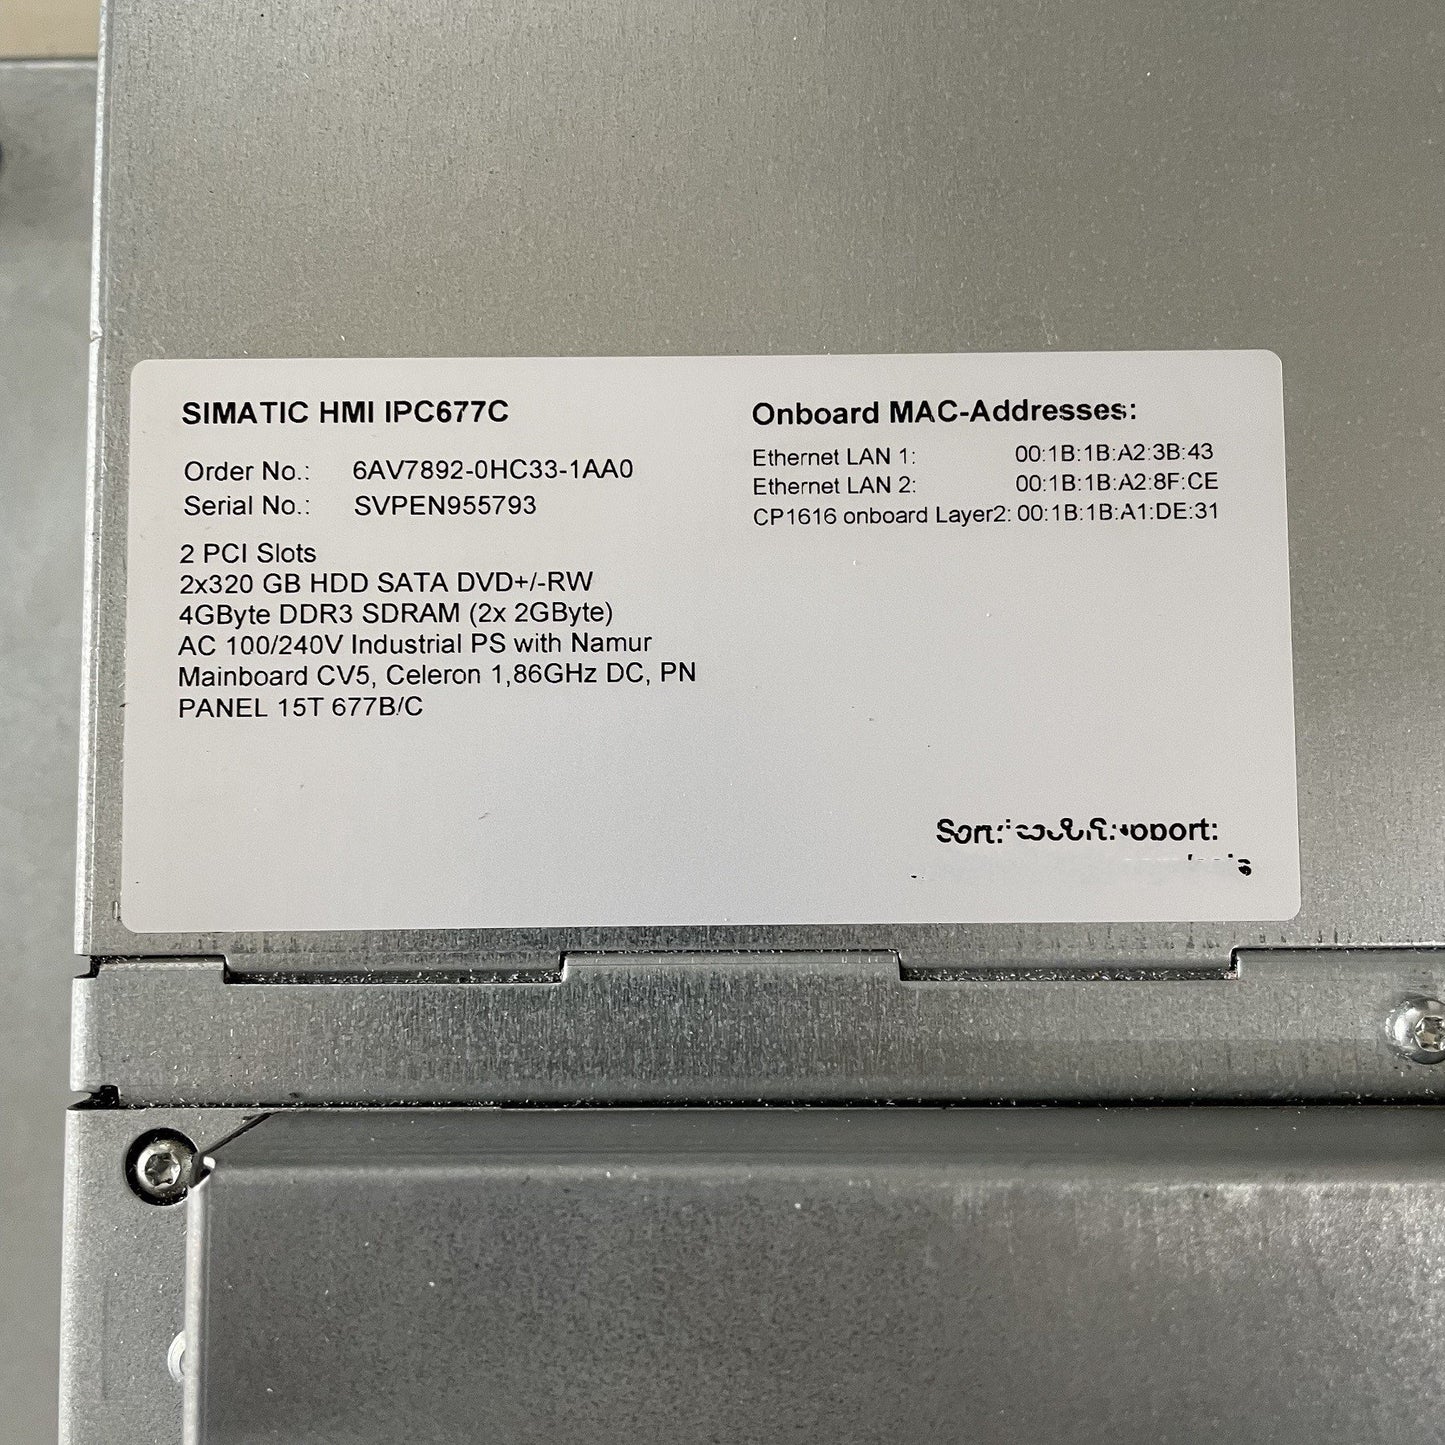 SIMATIC HMI IPC677C
Order No.: 6AV7892-0HC33-1AA0
Serial No.: SVPEN955793
2 PCI Slots
2x320 GB HDD SATA DVD+/-RW
4GByte DDR3 SDRAM (2x 2GByte)
AC 100/240V Industrial PS with Namur
Mainboard CV5, Celeron 1,86GHz DC, PN
PANEL 15T 677B/C
Onboard MAC-Addresses:
Ethernet LAN 1: 00:1B:1B:A2:3B:43
Ethernet LAN 2: 00:1B:1B:A2:8F:CE
CP1616 onboard Layer2: 00:1B:1B:A1:DE:31